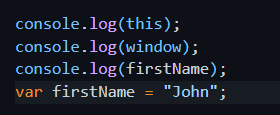 console.log(this);
console.log(window);
console.log(firstName);
var firstName = "John";